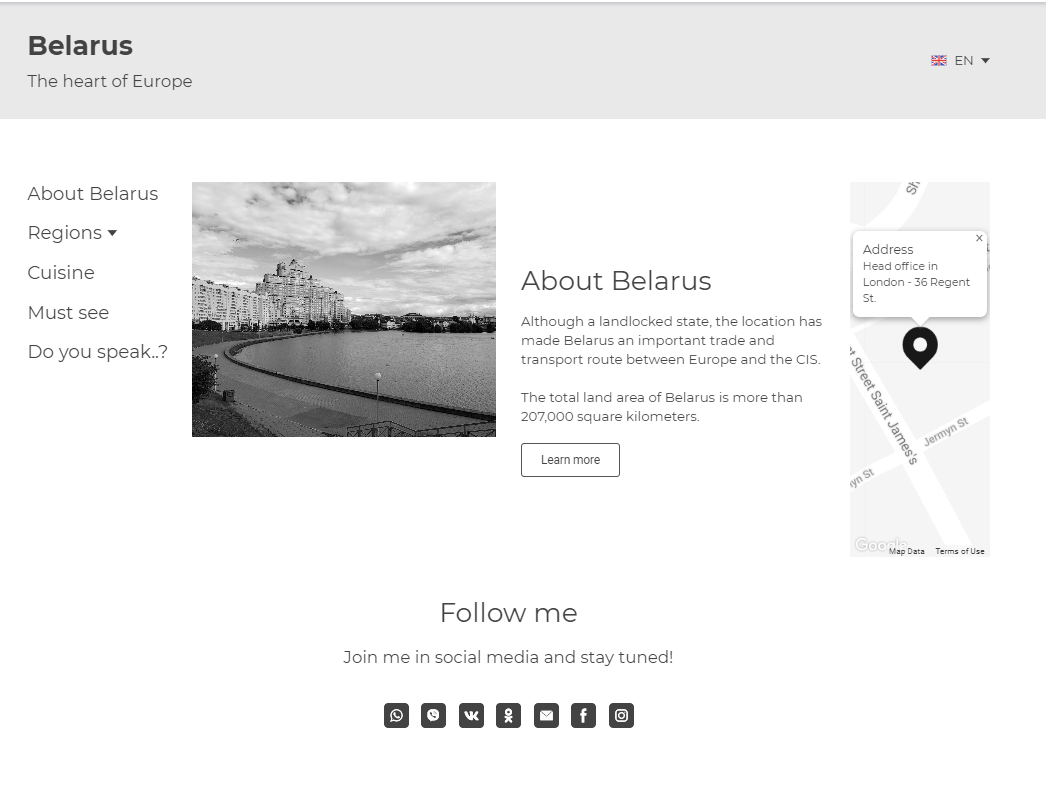 Belarus
The heart of Europe
EN
About Belarus
Regions
Cuisine
Must see
Do you speak..?
About Belarus
Although a landlocked state, the location has
made Belarus an important trade and
transport route between Europe and the CIS.
The total land area of Belarus is more than
207,000 square kilometers.
Learn more
Sh
Address
Head office in
London - 36 Regent
St.
et Street Saint James's
Jermyn St
yn St
Google
Map Data
Terms of Use
Follow me
Join me in social media and stay tuned!